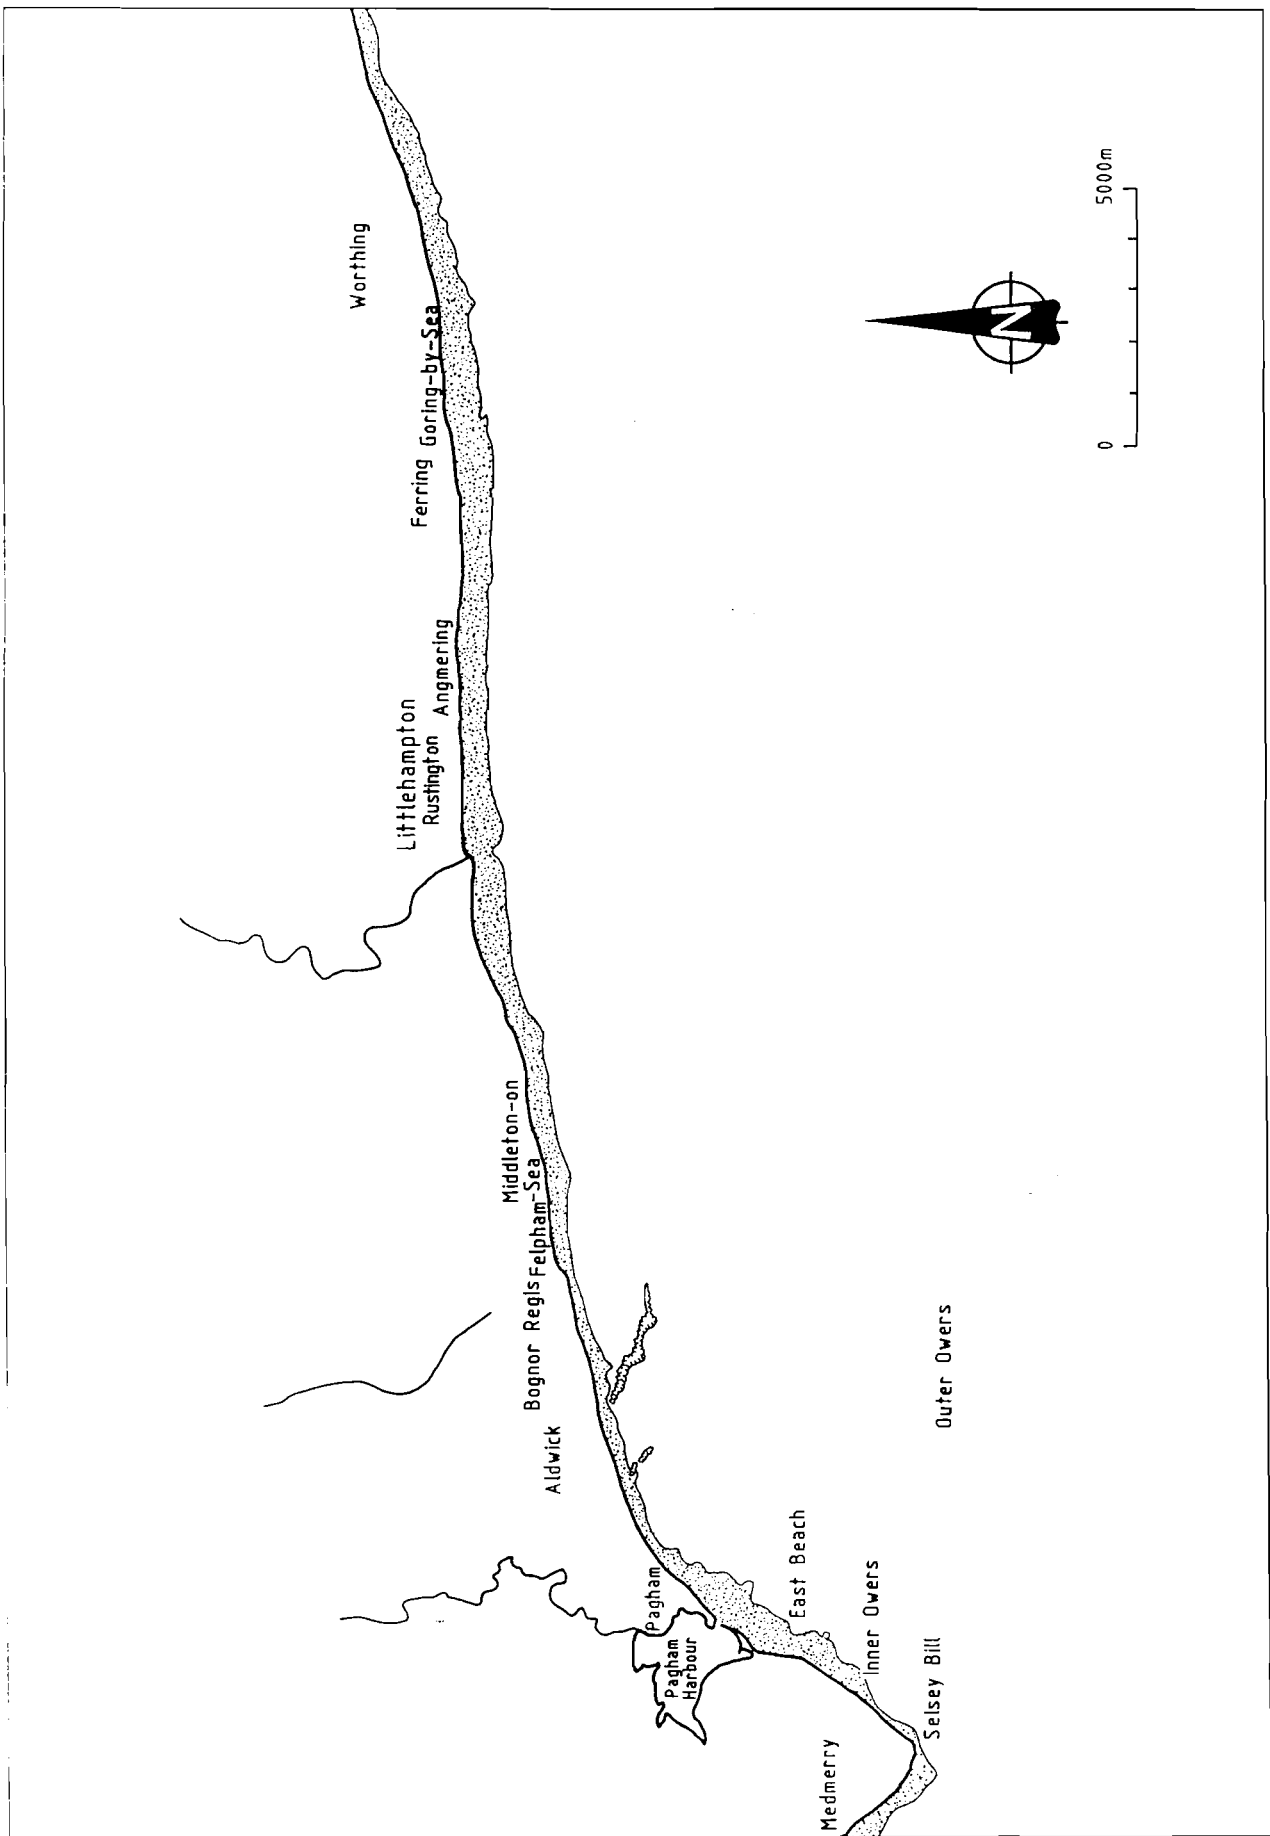 Worthing
Goring-by-Sea
Ferring
Angmering
Littlehampton
Rustington
Middleton-on
-Sea
Felpham
Bognor Regis
Aldwick
Pagham
Pagham
Harbour
East Beach
Inner Owers
Outer Owers
Selsey Bill
Medmerry
N
0
5000m